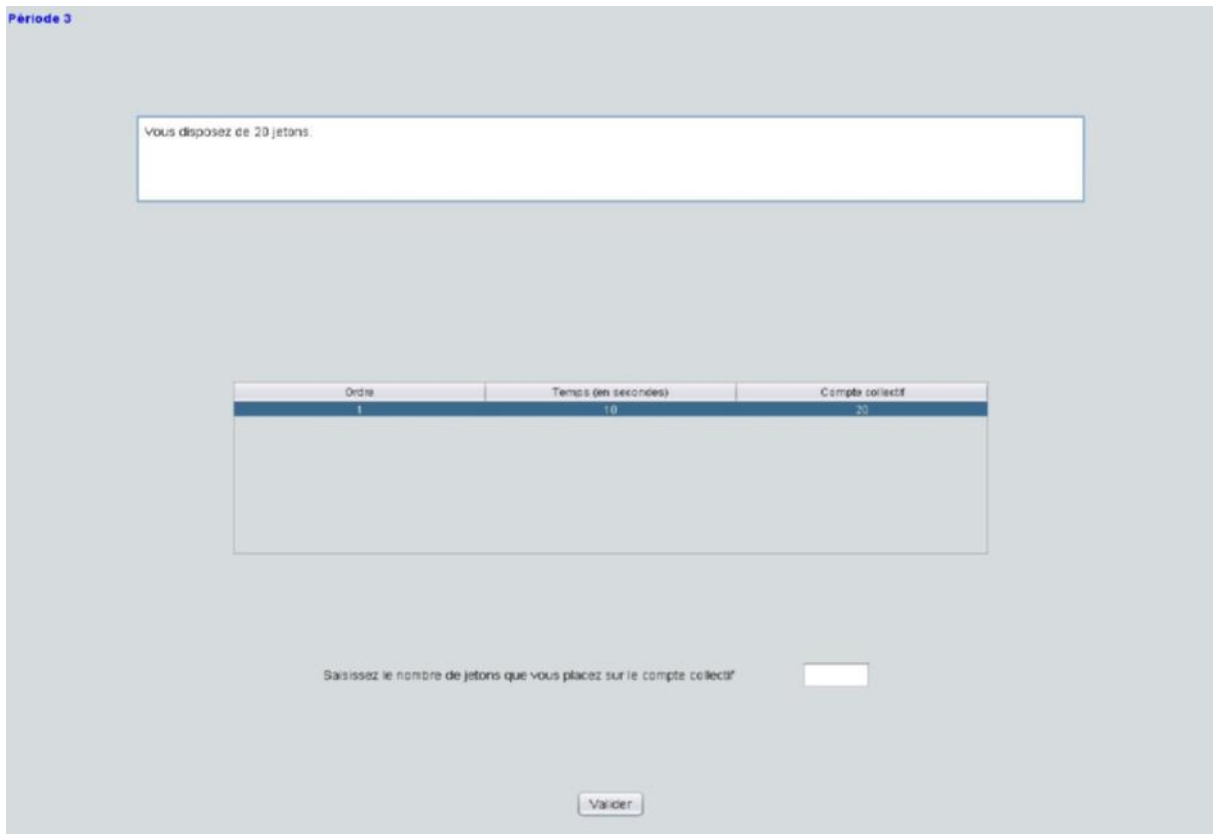 Période 3
Vous disposez de 20 jetons.
Ordre Temps (en secondes) Compte collectif
1 10 20
Saisissez le nombre de jetons que vous placez sur le compte collectif
Valider